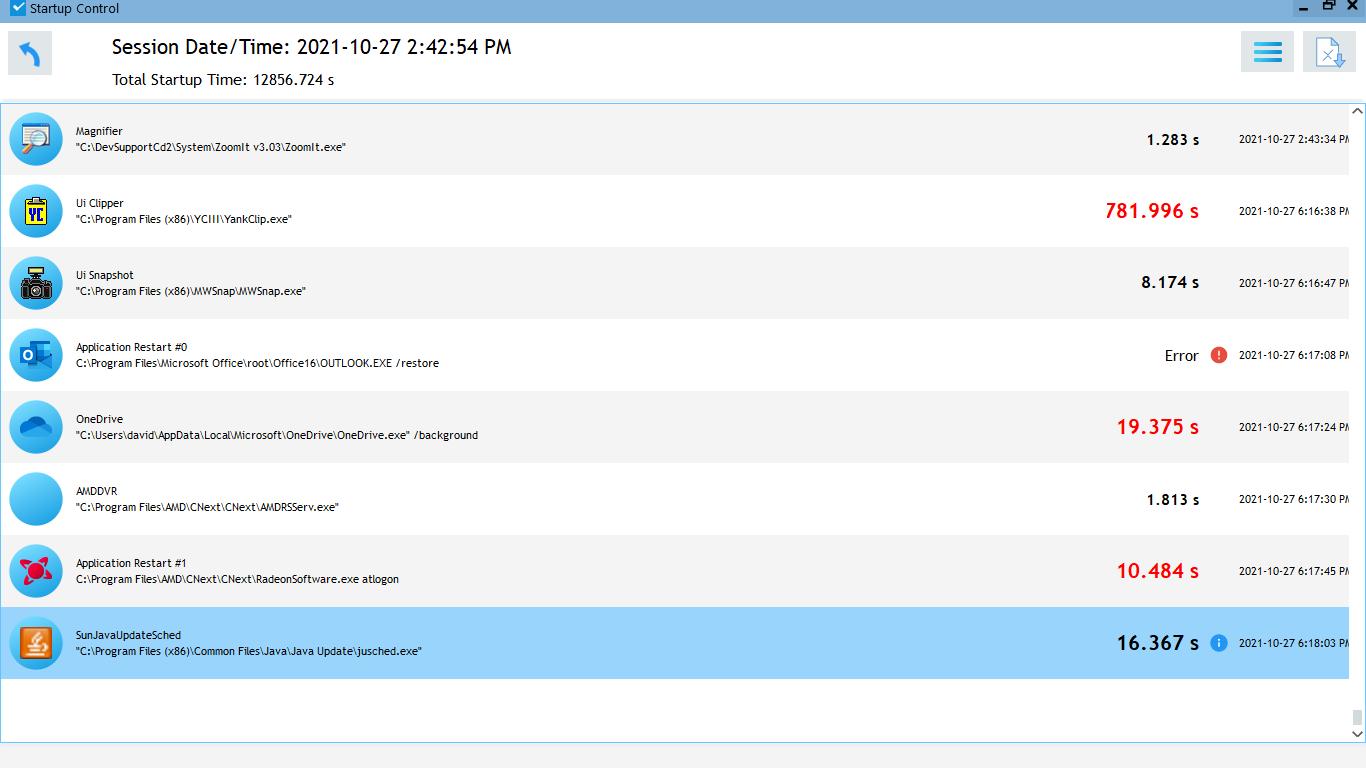 Startup Control
Session Date/Time: 2021-10-27 2:42:54 PM
Total Startup Time: 12856.724 s
Magnifier
"C:\DevSupportCd2\System\ZoomIt v3.03\ZoomIt.exe"
1.283 s
2021-10-27 2:43:34 PM
YC
Ui Clipper
"C:\Program Files (x86)\YCIII\YankClip.exe"
781.996 s
2021-10-27 6:16:38 PM
Ui Snapshot
"C:\Program Files (x86)\MWSnap\MWSnap.exe"
8.174 s
2021-10-27 6:16:47 PM
Application Restart #0
C:\Program Files\Microsoft Office\root\Office16\OUTLOOK.EXE /restore
Error
2021-10-27 6:17:08 PM
OneDrive
"C:\Users\david\AppData\Local\Microsoft\OneDrive\OneDrive.exe" /background
19.375 s
2021-10-27 6:17:24 PM
AMDDVR
"C:\Program Files\AMD\CNext\CNext\AMDRSServ.exe"
1.813 s
2021-10-27 6:17:30 PM
Application Restart #1
C:\Program Files\AMD\CNext\CNext\RadeonSoftware.exe atlogon
10.484 s
2021-10-27 6:17:45 PM
SunJavaUpdateSched
"C:\Program Files (x86)\Common Files\Java\Java Update\jusched.exe"
16.367 s
2021-10-27 6:18:03 PM